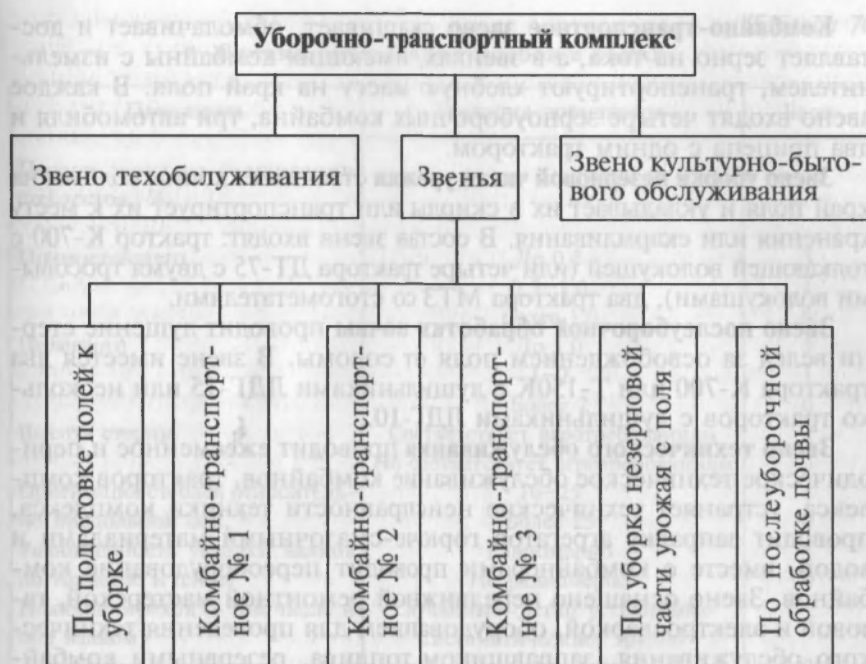 Уборочно-транспортный комплекс
Звено техобслуживания
Звенья
Звено культурно-быто-
вого обслуживания
По подготовке полей к
уборке
Комбайно-транспорт-
ное № 1
Комбайно-транспорт-
ное № 2
Комбайно-транспорт-
ное № 3
По уборке незерновой
части урожая с поля
По послеуборочной
обработке почвы